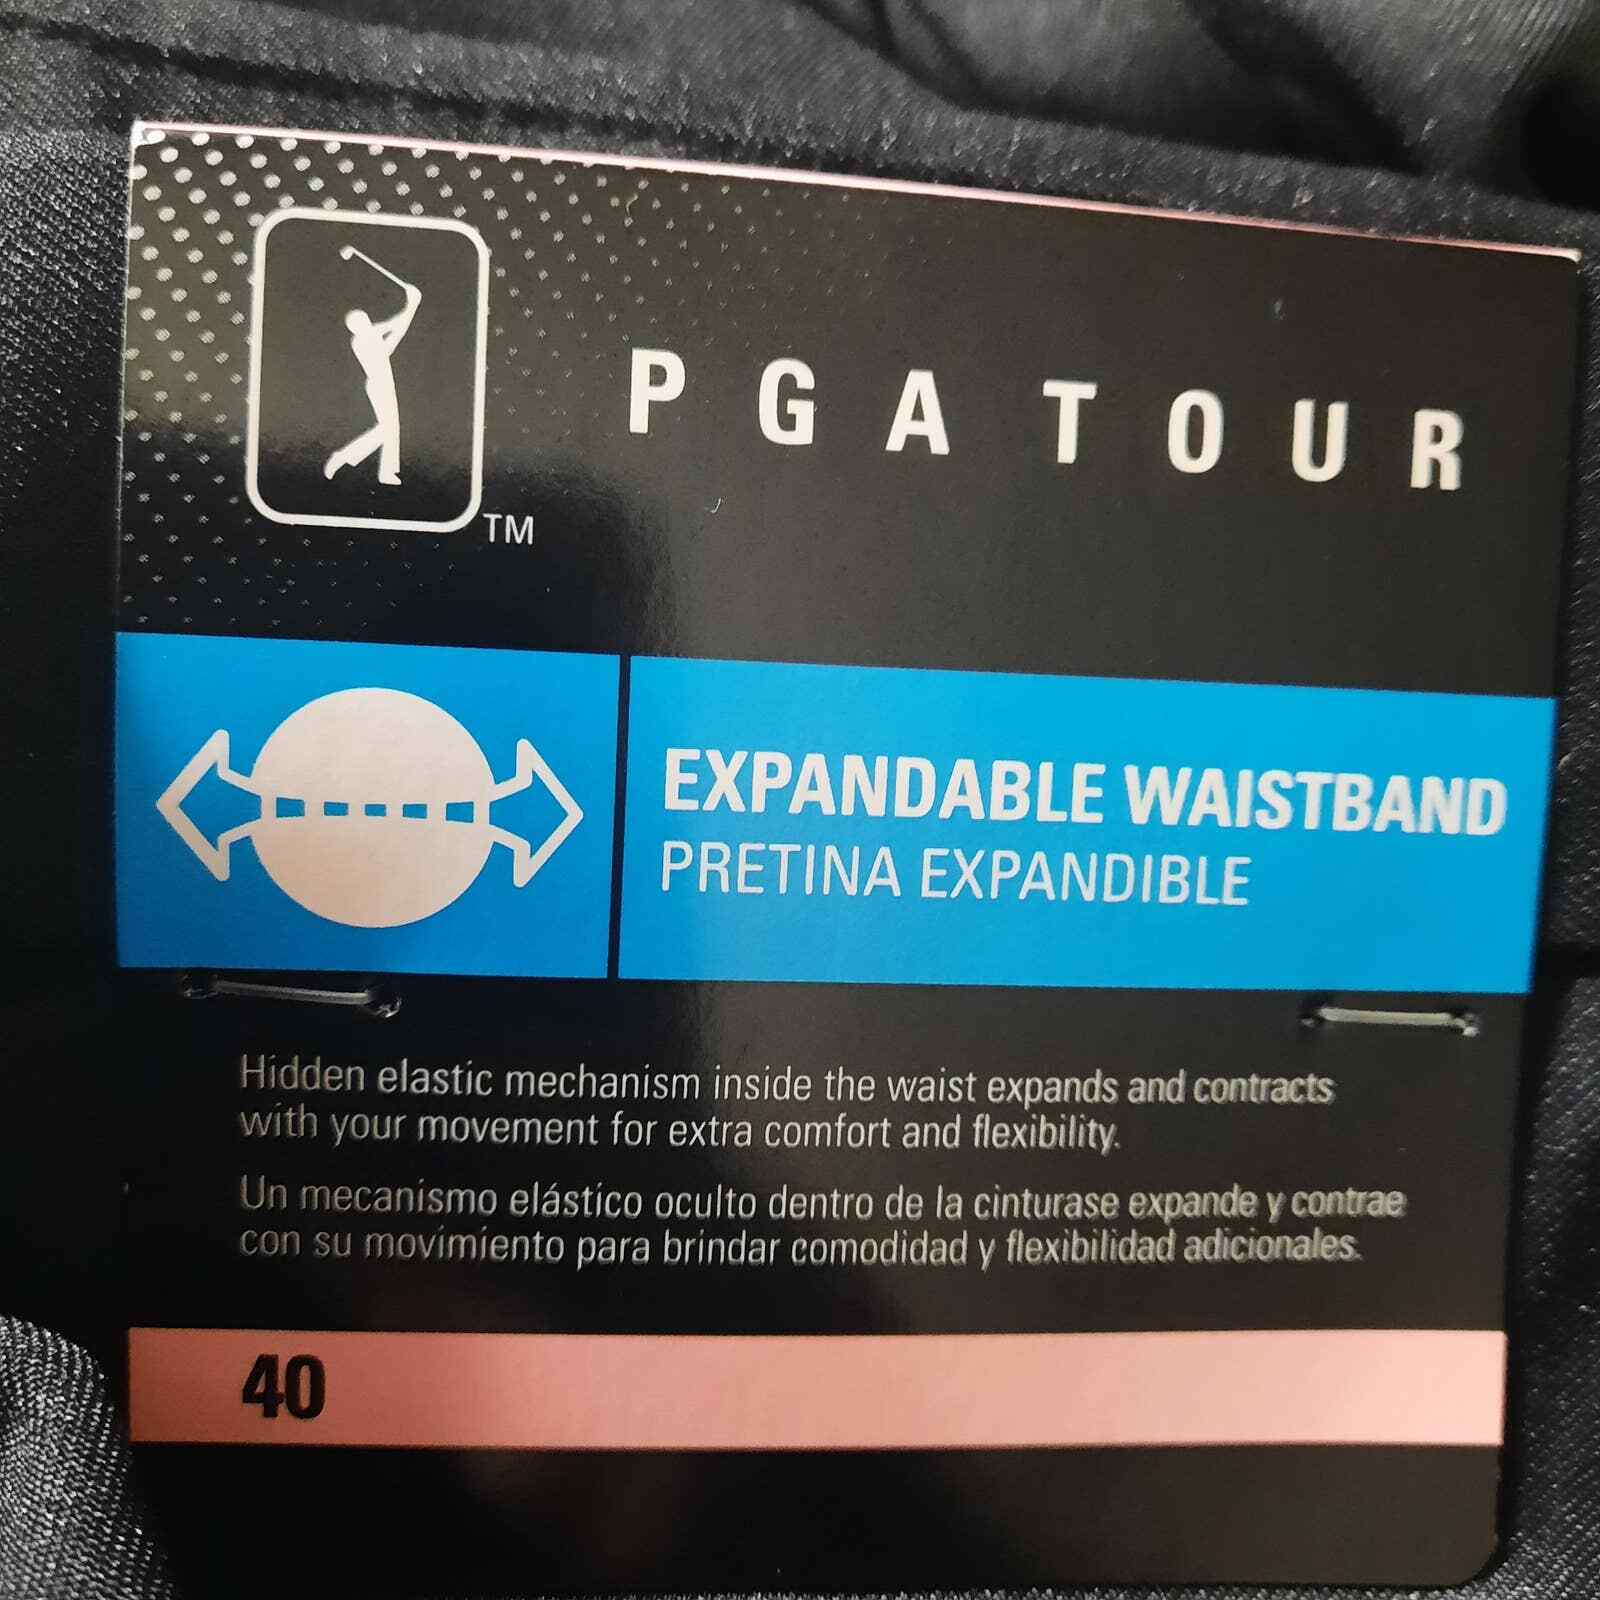 PGA TOUR
TM
EXPANDABLE WAISTBAND
PRETINA EXPANDIBLE
Hidden elastic mechanism inside the waist expands and contracts
with your movement for extra comfort and flexibility.
Un mecanismo elástico oculto dentro de la cinturase expande y contrae
con su movimiento para brindar comodidad y flexibilidad adicionales.
40